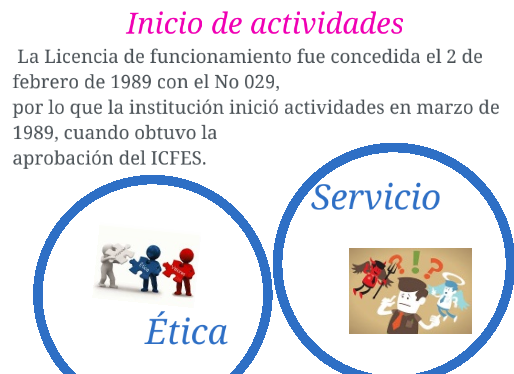 Inicio de actividades
La Licencia de funcionamiento fue concedida el 2 de
febrero de 1989 con el No 029,
por lo que la institución inició actividades en marzo de
1989, cuando obtuvo la
aprobación del ICFES.
Servicio
??!?
Ética